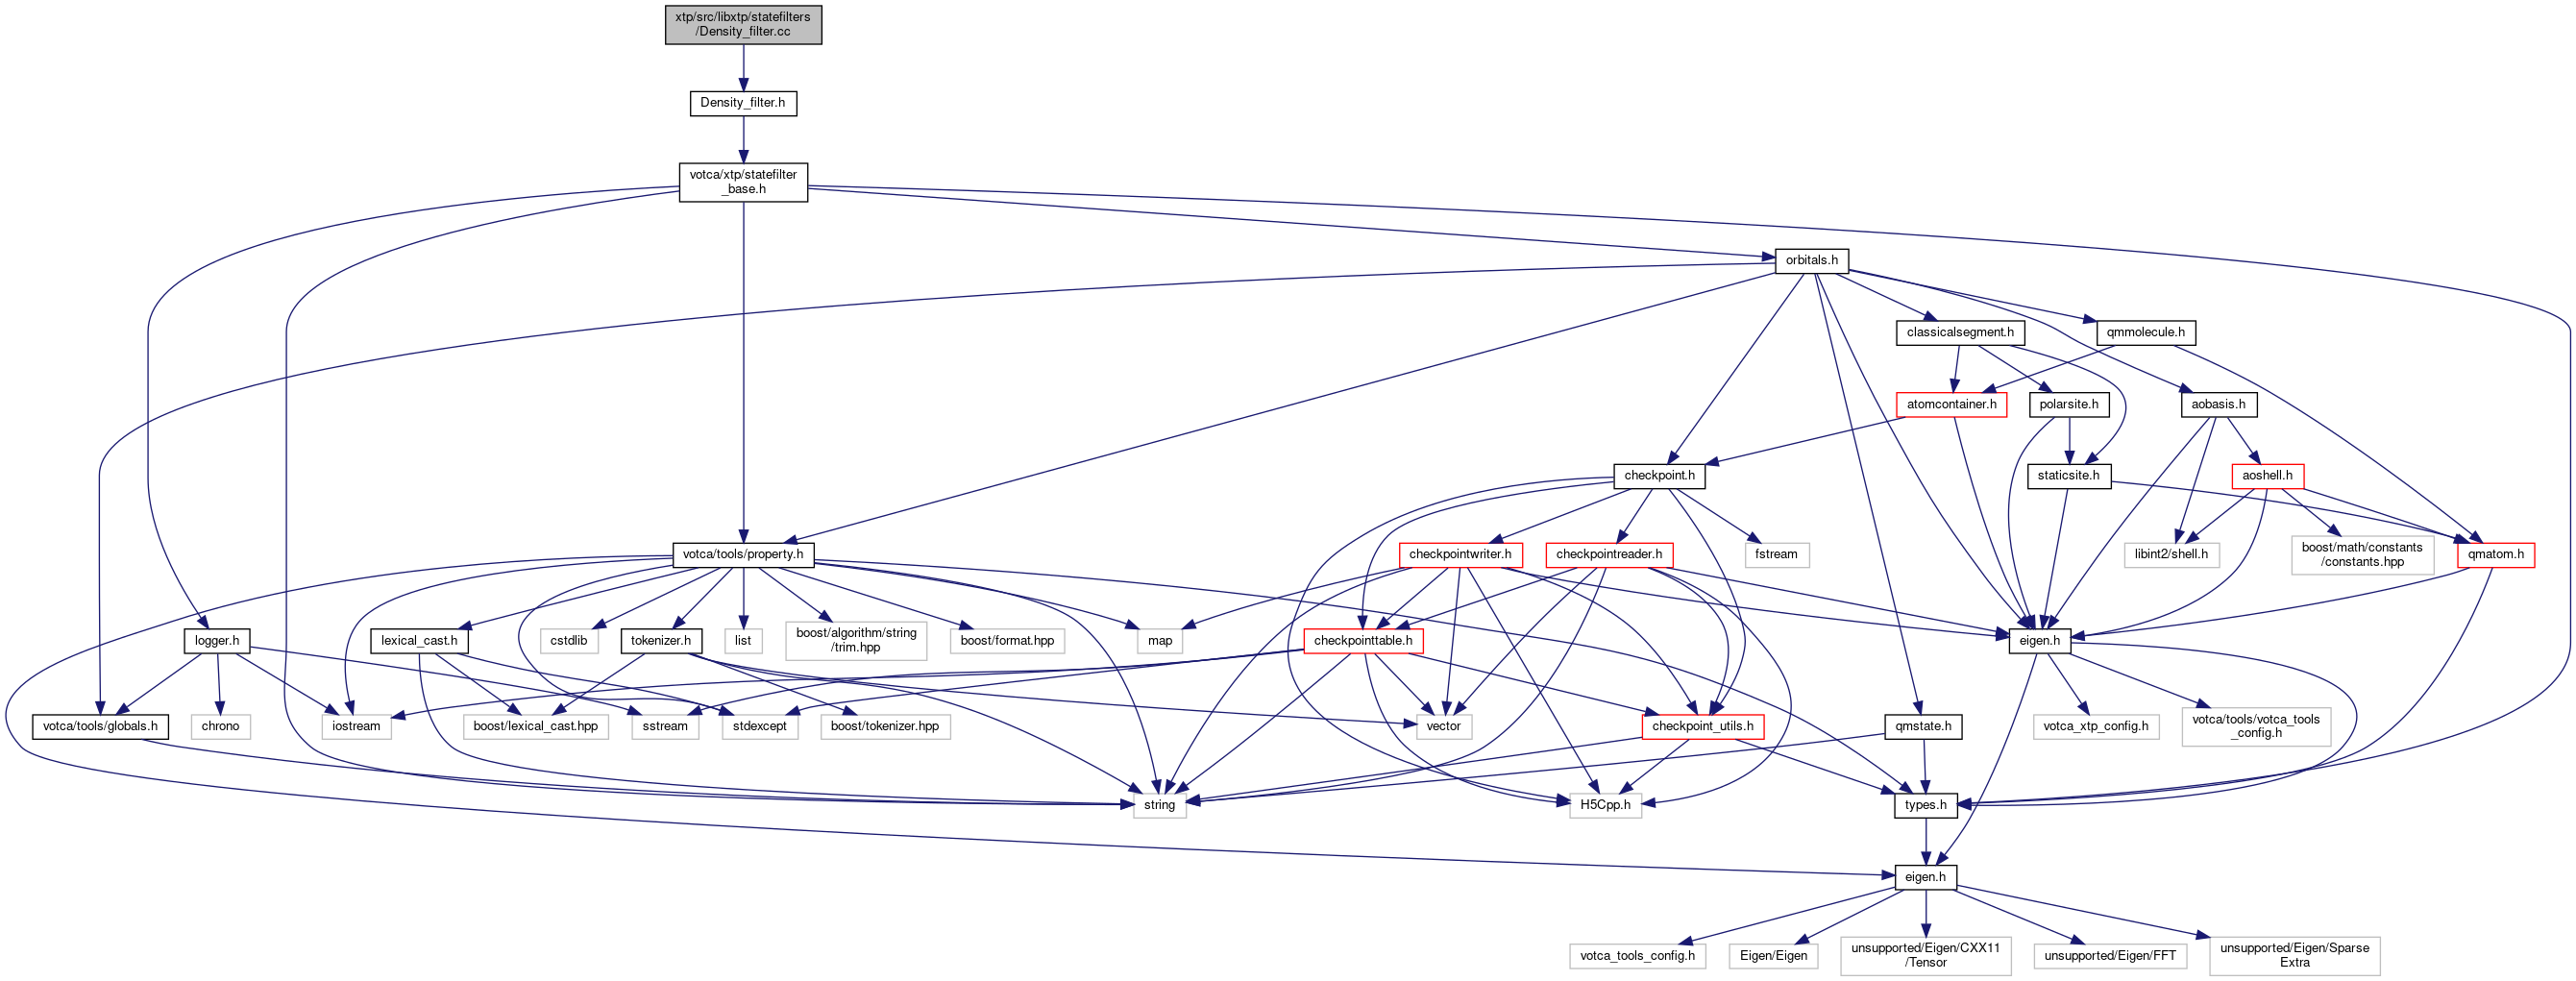 xtp/src/libxtp/statefilters
/Density_filter.cc
Density_filter.h
votca/xtp/statefilter
_base.h
orbitals.h
classicalsegment.h
qmmolecule.h
atomcontainer.h
polarsite.h
aobasis.h
checkpoint.h
staticsite.h
aoshell.h
votca/tools/property.h
checkpointwriter.h
checkpointreader.h
fstream
libint2/shell.h
boost/math/constants
/constants.hpp
qmatom.h
logger.h
lexical_cast.h
cstdlib
tokenizer.h
list
boost/algorithm/string
/trim.hpp
boost/format.hpp
map
checkpointtable.h
eigen.h
votca/tools/globals.h
chrono
iostream
boost/lexical_cast.hpp
sstream
stdexcept
boost/tokenizer.hpp
vector
checkpoint_utils.h
qmstate.h
votca_xtp_config.h
votca/tools/votca_tools
_config.h
string
H5Cpp.h
types.h
eigen.h
votca_tools_config.h
Eigen/Eigen
unsupported/Eigen/CXX11
/Tensor
unsupported/Eigen/FFT
unsupported/Eigen/Sparse
Extra